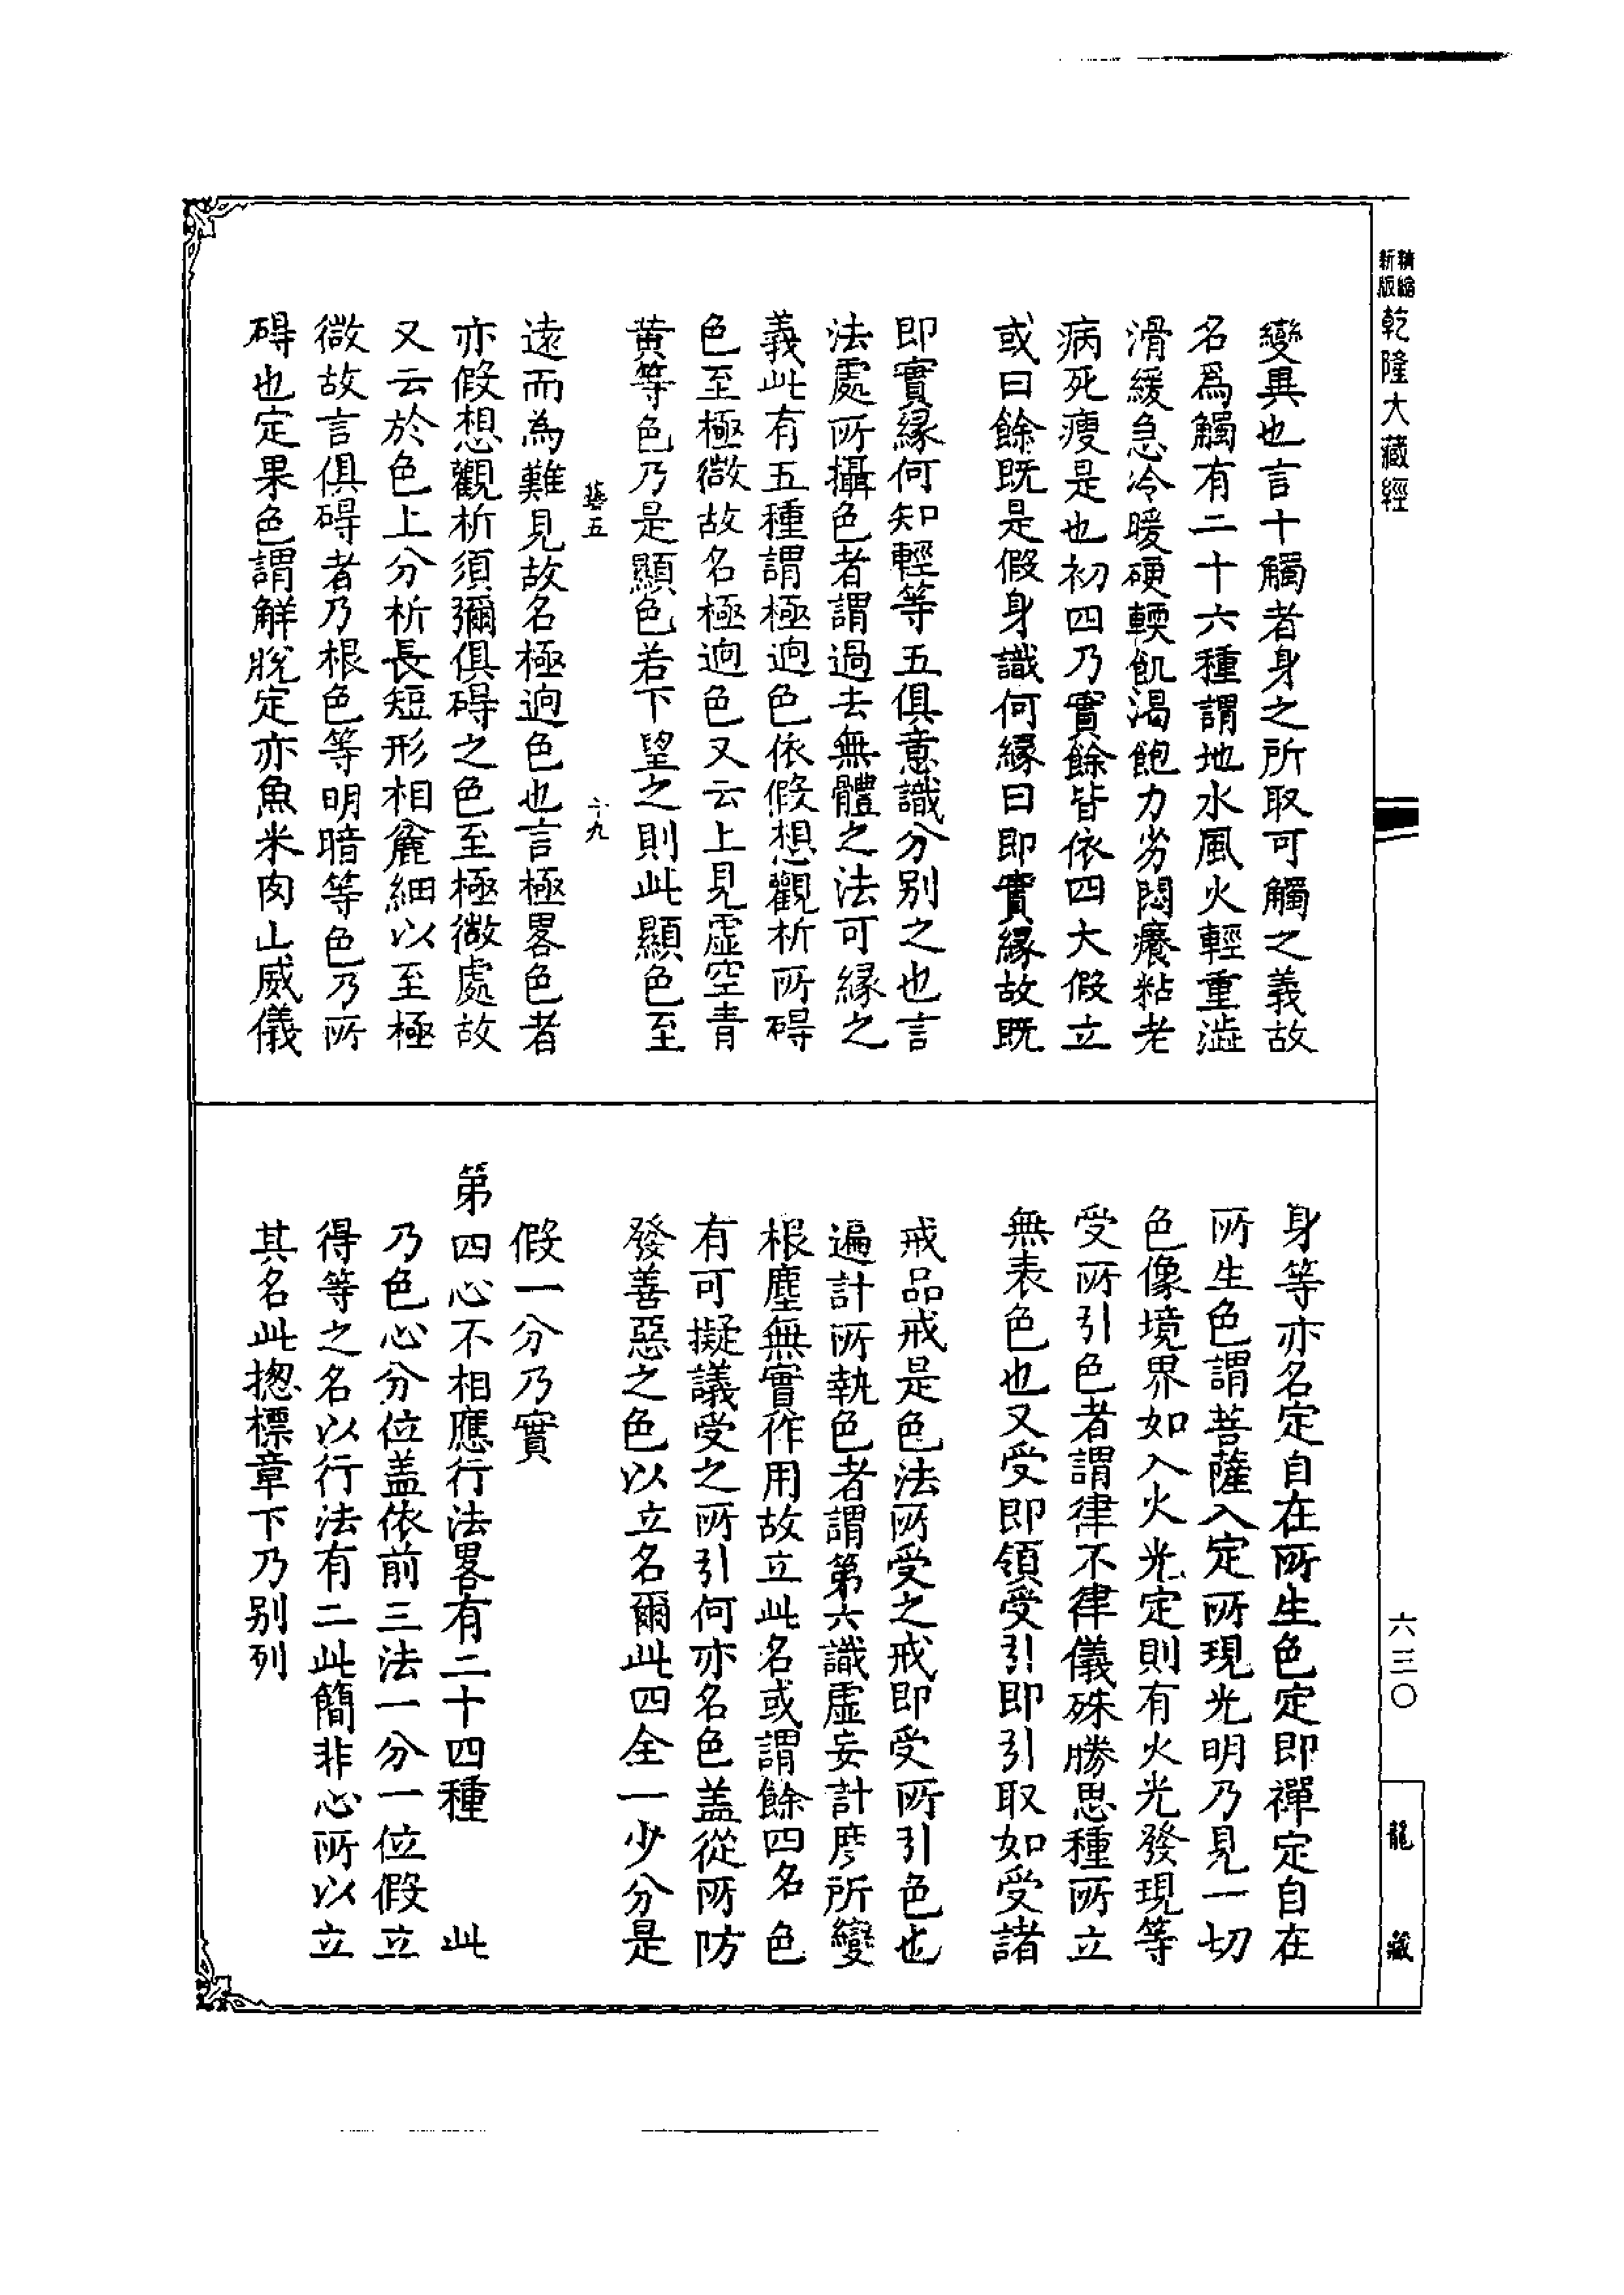 精縮新版
乾隆大藏經
變異也言十觸者身之所取可觸之義故
名爲觸有二十六種謂地水風火輕重澁
滑緩急冷暖硬輭飢渴飽力劣悶癢粘老
病死瘦是也初四乃實餘皆依四大假立
或曰餘既是假身識何緣曰即實緣故既
即實緣何知輕等五俱意識分别之也言
法處所攝色者謂過去無體之法可緣之
義此有五種謂極逈色依假想觀析所碍
色至極微故名極逈色又云上見虚空青
黄等色乃是顯色若下望之則此顯色至
藝五
十九
遠而為難見故名極逈色也言極畧色者
亦假想觀析須彌俱碍之色至極微處故
又云於色上分析長短形相麄細以至極
微故言俱碍者乃根色等明暗等色乃所
碍也定果色謂解脫定亦魚米肉山威儀
身等亦名定自在所生色定即禪定自在
所生色謂菩薩入定所現光明乃見一切
色像境界如入火光定則有火光發現等
受所引色者謂律不律儀殊勝思種所立
無表色也又受即領受引即引取如受諸
戒品戒是色法所受之戒即受所引色也
遍計所執色者謂第六識虚妄計度所變
根塵無實作用故立此名或謂餘四名色
有可擬議受之所引何亦名色盖從所防
發善惡之色以立名爾此四全一少分是
假一分乃實
第四心不相應行法畧有二十四種　此
乃色心分位盖依前三法一分一位假立
得等之名以行法有二此簡非心所以立
其名此揔標章下乃别列
六三〇
龍藏